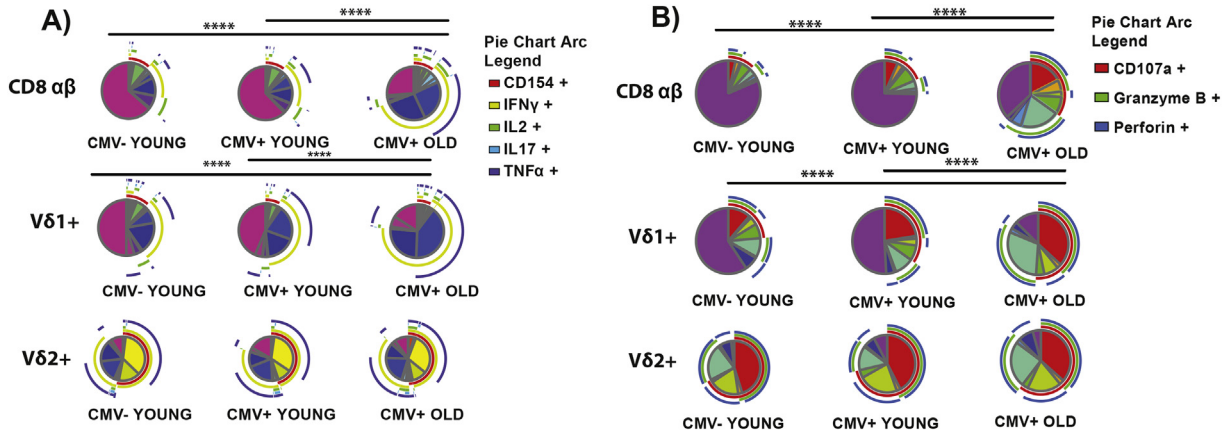 A)
****
****
Pie Chart Arc
Legend
CD154 +
IFNγ +
IL2 +
IL17 +
TNFα +
CD8 αβ
CMV- YOUNG
CMV+ YOUNG
CMV+ OLD
****
****
Vδ1+
CMV- YOUNG
CMV+ YOUNG
CMV+ OLD
Vδ2+
CMV- YOUNG
CMV+ YOUNG
CMV+ OLD
B)
****
****
Pie Chart Arc
Legend
CD107a +
Granzyme B +
Perforin +
CD8 αβ
CMV- YOUNG
CMV+ YOUNG
CMV+ OLD
****
****
Vδ1+
CMV- YOUNG
CMV+ YOUNG
CMV+ OLD
Vδ2+
CMV- YOUNG
CMV+ YOUNG
CMV+ OLD